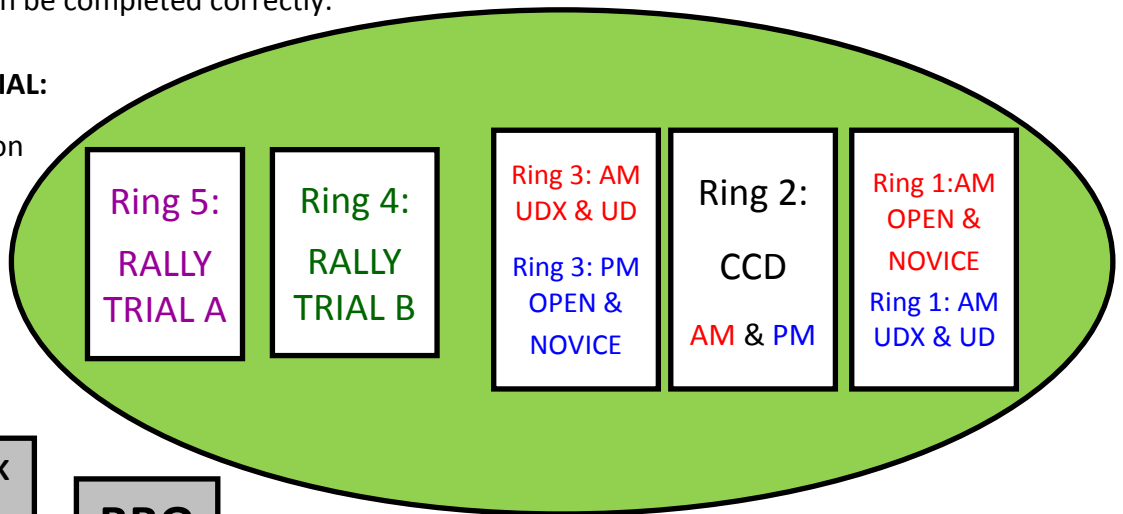 be completed correctly.
on
Ring 5:
RALLY
TRIAL A
Ring 4:
RALLY
TRIAL B
Ring 3: AM
UDX & UD
Ring 3: PM
OPEN &
NOVICE
Ring 2:
CCD
AM & PM
Ring 1:AM
OPEN &
NOVICE
Ring 1: AM
UDX & UD